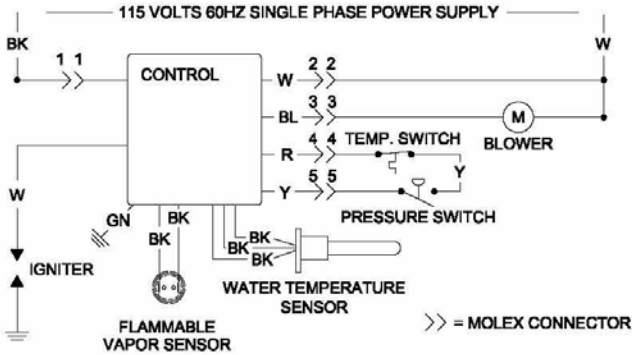 115 VOLTS 60HZ SINGLE PHASE POWER SUPPLY
BK
W
1 1
CONTROL
W
2 2
BL
3 3
M
BLOWER
R
4 4
TEMP. SWITCH
Y
Y
5 5
PRESSURE SWITCH
W
GN
BK
BK
BK
BK
BK
IGNITER
WATER TEMPERATURE
SENSOR
FLAMMABLE
VAPOR SENSOR
>> = MOLEX CONNECTOR